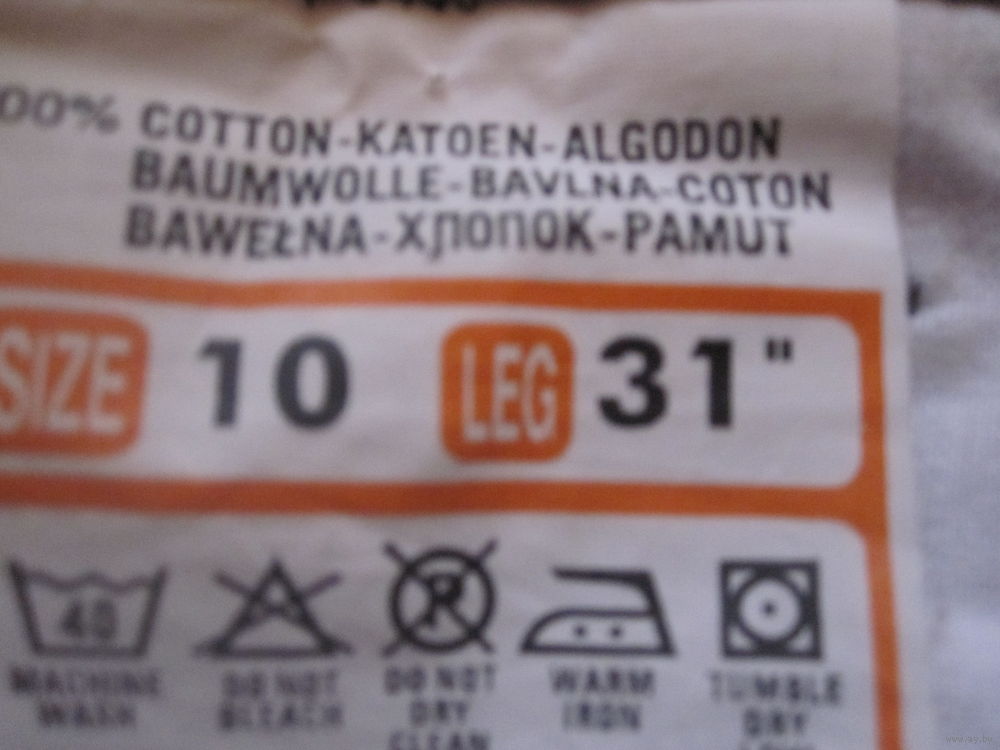 00% COTTON-KATOEN-ALGODON
BAUMWOLLE-BAVLNA-COTON
BAWEŁNA-ХЛОПОК-PAMUT
SIZE 10 LEG 31"
40
MACHINE WASH
DO NOT BLEACH
DO NOT DRY CLEAN
WARM IRON
TUMBLE DRY